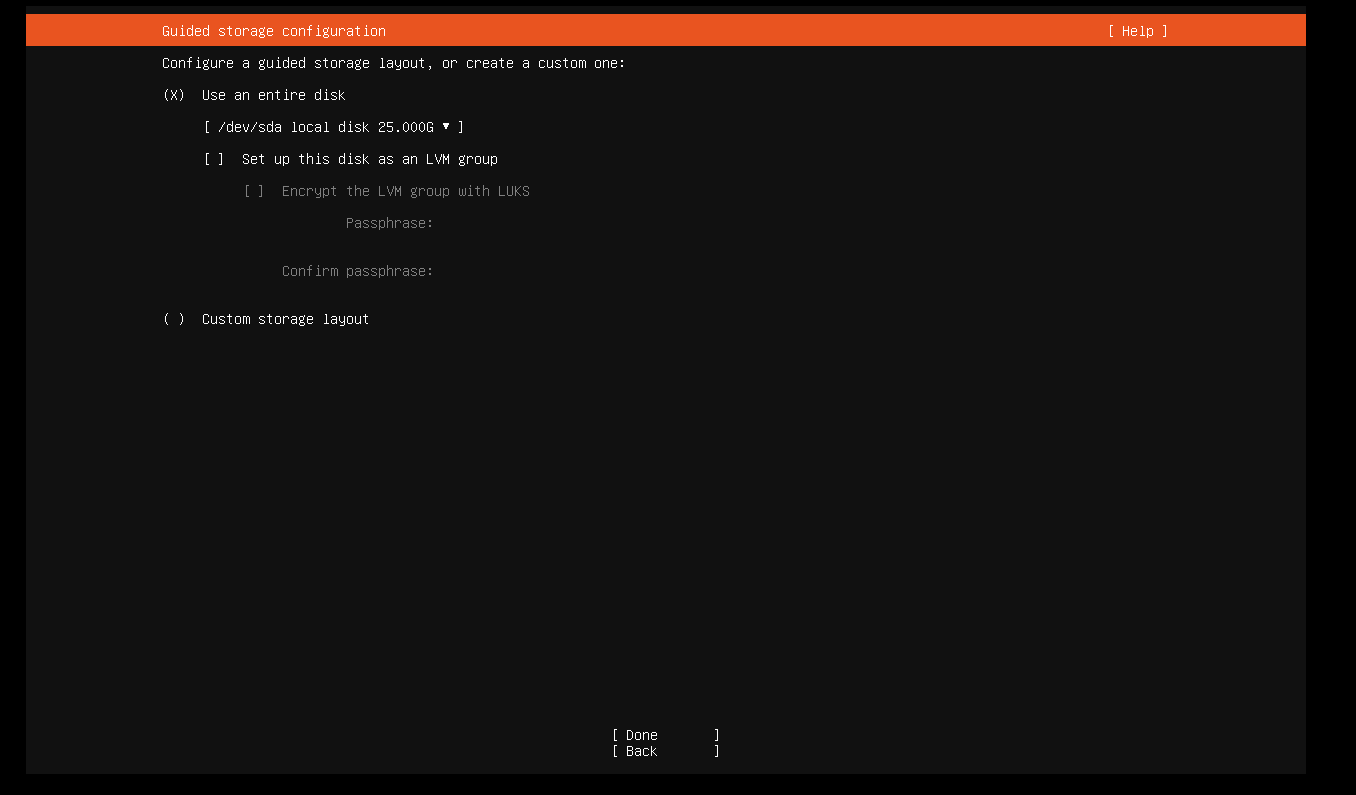 Guided storage configuration [ Help ]
Configure a guided storage layout, or create a custom one:
(X) Use an entire disk
[ /dev/sda local disk 25.000G ▾ ]
[ ] Set up this disk as an LVM group
[ ] Encrypt the LVM group with LUKS
Passphrase:
Confirm passphrase:
( ) Custom storage layout
[ Done ]
[ Back ]